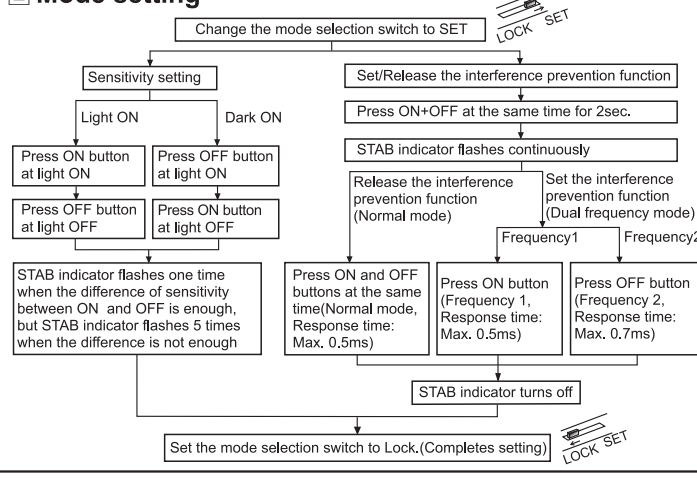 Mode setting
Change the mode selection switch to SET
LOCK SET
Sensitivity setting
Light ON
Dark ON
Press ON button
at light ON
Press OFF button
at light ON
Press OFF button
at light OFF
Press ON button
at light OFF
STAB indicator flashes one time
when the difference of sensitivity
between ON and OFF is enough,
but STAB indicator flashes 5 times
when the difference is not enough
Set/Release the interference prevention function
Press ON+OFF at the same time for 2sec.
STAB indicator flashes continuously
Release the interference
prevention function
(Normal mode)
Set the interference
prevention function
(Dual frequency mode)
Frequency1
Frequency2
Press ON and OFF
buttons at the same
time(Normal mode,
Response time:
Max. 0.5ms)
Press ON button
(Frequency 1,
Response time:
Max. 0.5ms)
Press OFF button
(Frequency 2,
Response time:
Max. 0.7ms)
STAB indicator turns off
Set the mode selection switch to Lock.(Completes setting)
LOCK SET